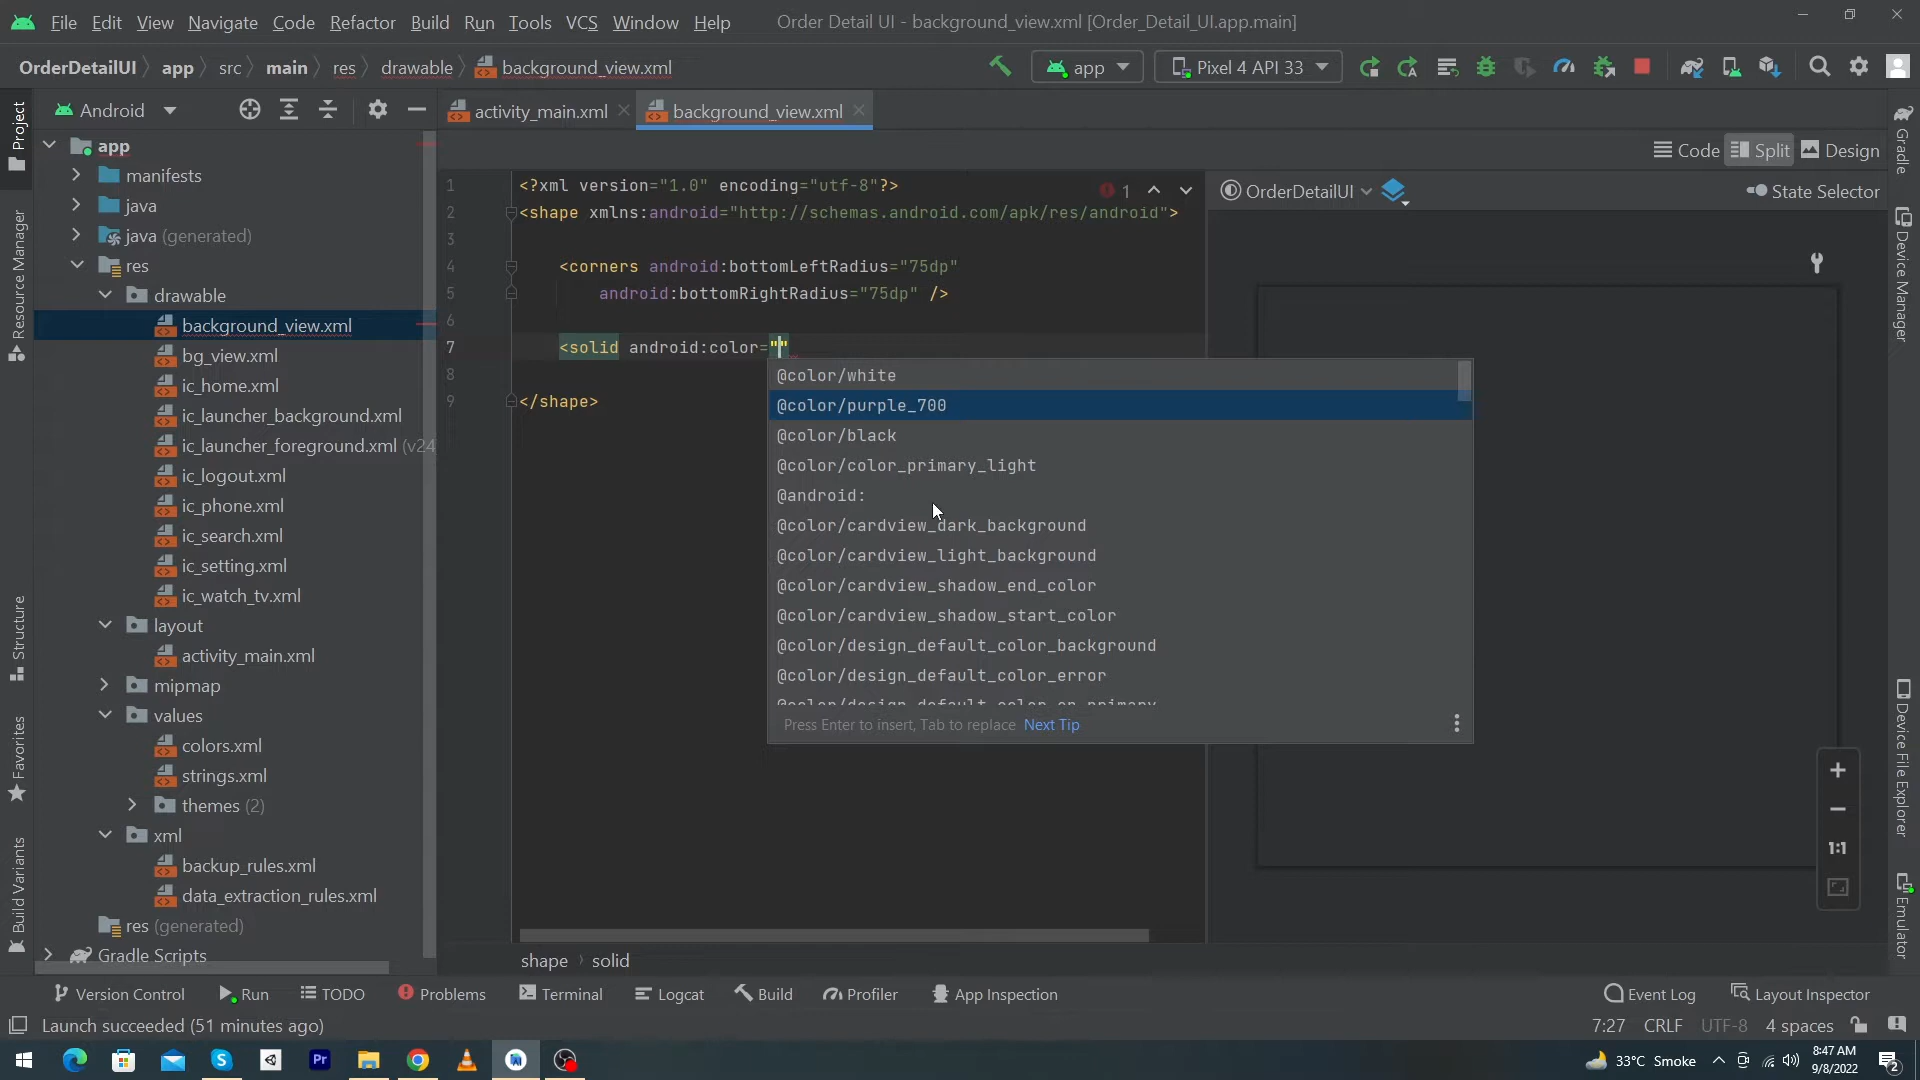 File Edit View Navigate Code Refactor Build Run Tools VCS Window Help Order Detail UI - background_view.xml [Order_Detail_UI.app.main]
OrderDetailUI app src main res drawable background_view.xml app Pixel 4 API 33
Project
Resource Manager
Structure
Favorites
Build Variants
Android
app
manifests
java
java (generated)
res
drawable
background_view.xml
bg_view.xml
ic_home.xml
ic_launcher_background.xml
ic_launcher_foreground.xml (v24
ic_logout.xml
ic_phone.xml
ic_search.xml
ic_setting.xml
ic_watch_tv.xml
layout
activity_main.xml
mipmap
values
colors.xml
strings.xml
themes (2)
xml
backup_rules.xml
data_extraction_rules.xml
res (generated)
Gradle Scripts
activity_main.xml background_view.xml
Code Split Design
1 <?xml version="1.0" encoding="utf-8"?> 1
2 <shape xmlns:android="http://schemas.android.com/apk/res/android">
3
4 <corners android:bottomLeftRadius="75dp"
5 android:bottomRightRadius="75dp" />
6
7 <solid android:color=""
8
9 </shape>
@color/white
@color/purple_700
@color/black
@color/color_primary_light
@android:
@color/cardview_dark_background
@color/cardview_light_background
@color/cardview_shadow_end_color
@color/cardview_shadow_start_color
@color/design_default_color_background
@color/design_default_color_error
@color/design_default_color_on_primary
Press Enter to insert, Tab to replace Next Tip
OrderDetailUI State Selector
1:1
Gradle
Device Manager
Device File Explorer
Emulator
shape solid
Version Control Run TODO Problems Terminal Logcat Build Profiler App Inspection Event Log Layout Inspector
Launch succeeded (51 minutes ago) 7:27 CRLF UTF-8 4 spaces
33°C Smoke 8:47 AM
9/8/2022
2